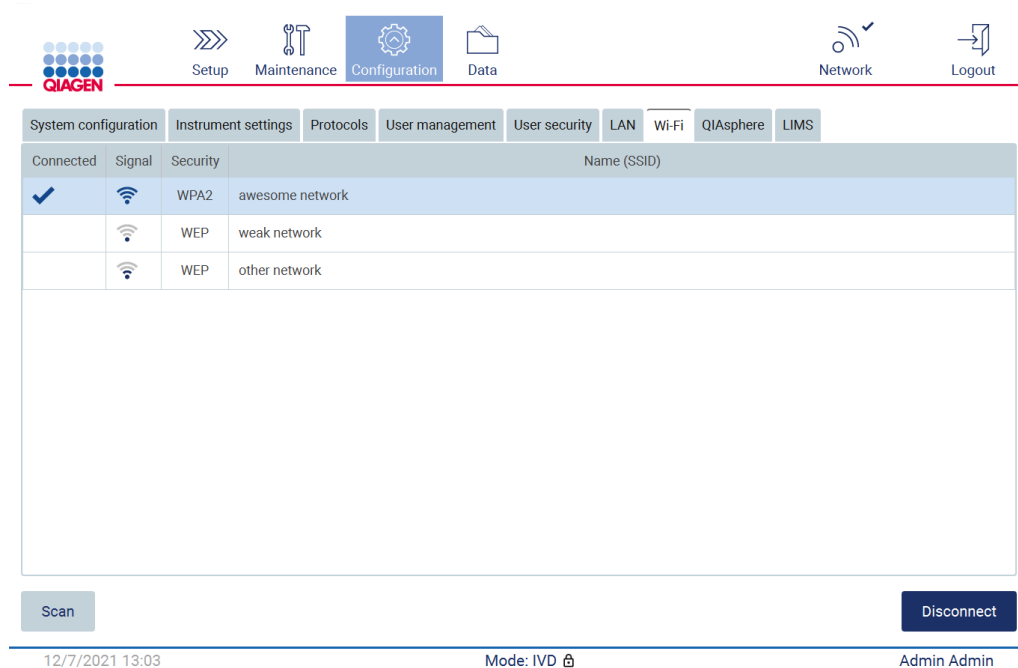 QIAGEN
Setup Maintenance Configuration Data Network Logout
System configuration Instrument settings Protocols User management User security LAN Wi-Fi QIAsphere LIMS
Connected Signal Security Name (SSID)
WPA2 awesome network
WEP weak network
WEP other network
Scan Disconnect
12/7/2021 13:03 Mode: IVD Admin Admin